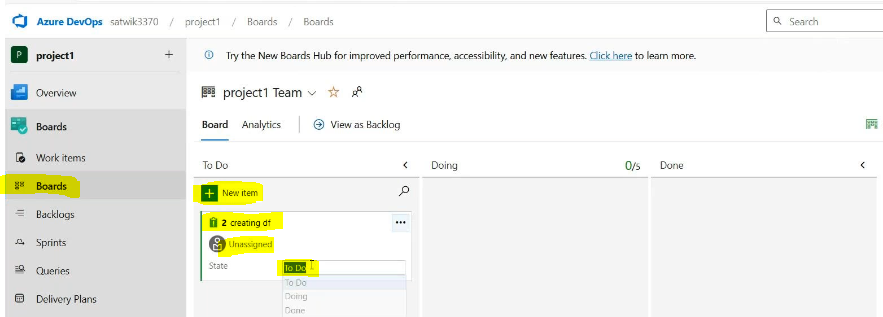 Azure DevOps satwik3370 / project1 / Boards / Boards
Search
P project1 +
Try the New Boards Hub for improved performance, accessibility, and new features. Click here to learn more.
Overview
project1 Team
Boards
Board Analytics View as Backlog
Work items
To Do
Doing 0/5
Done
Boards
New item
Backlogs
2 creating df
Sprints
Unassigned
State To Do
Queries
To Do
Doing
Delivery Plans
Done